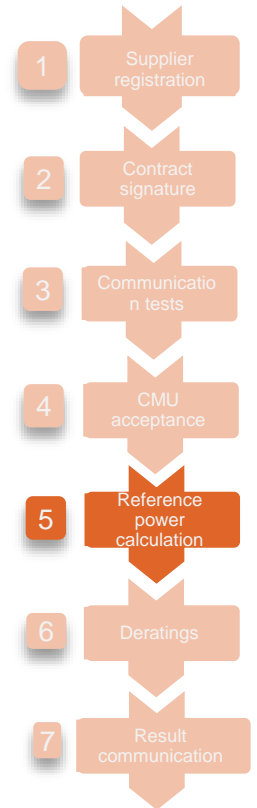 1
Supplier
registration
2
Contract
signature
3
Communicatio
n tests
4
CMU
acceptance
5
Reference
power
calculation
6
Deratings
7
Result
communication